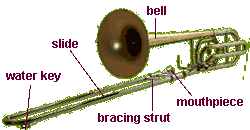 bell
slide
water key
mouthpiece
bracing strut